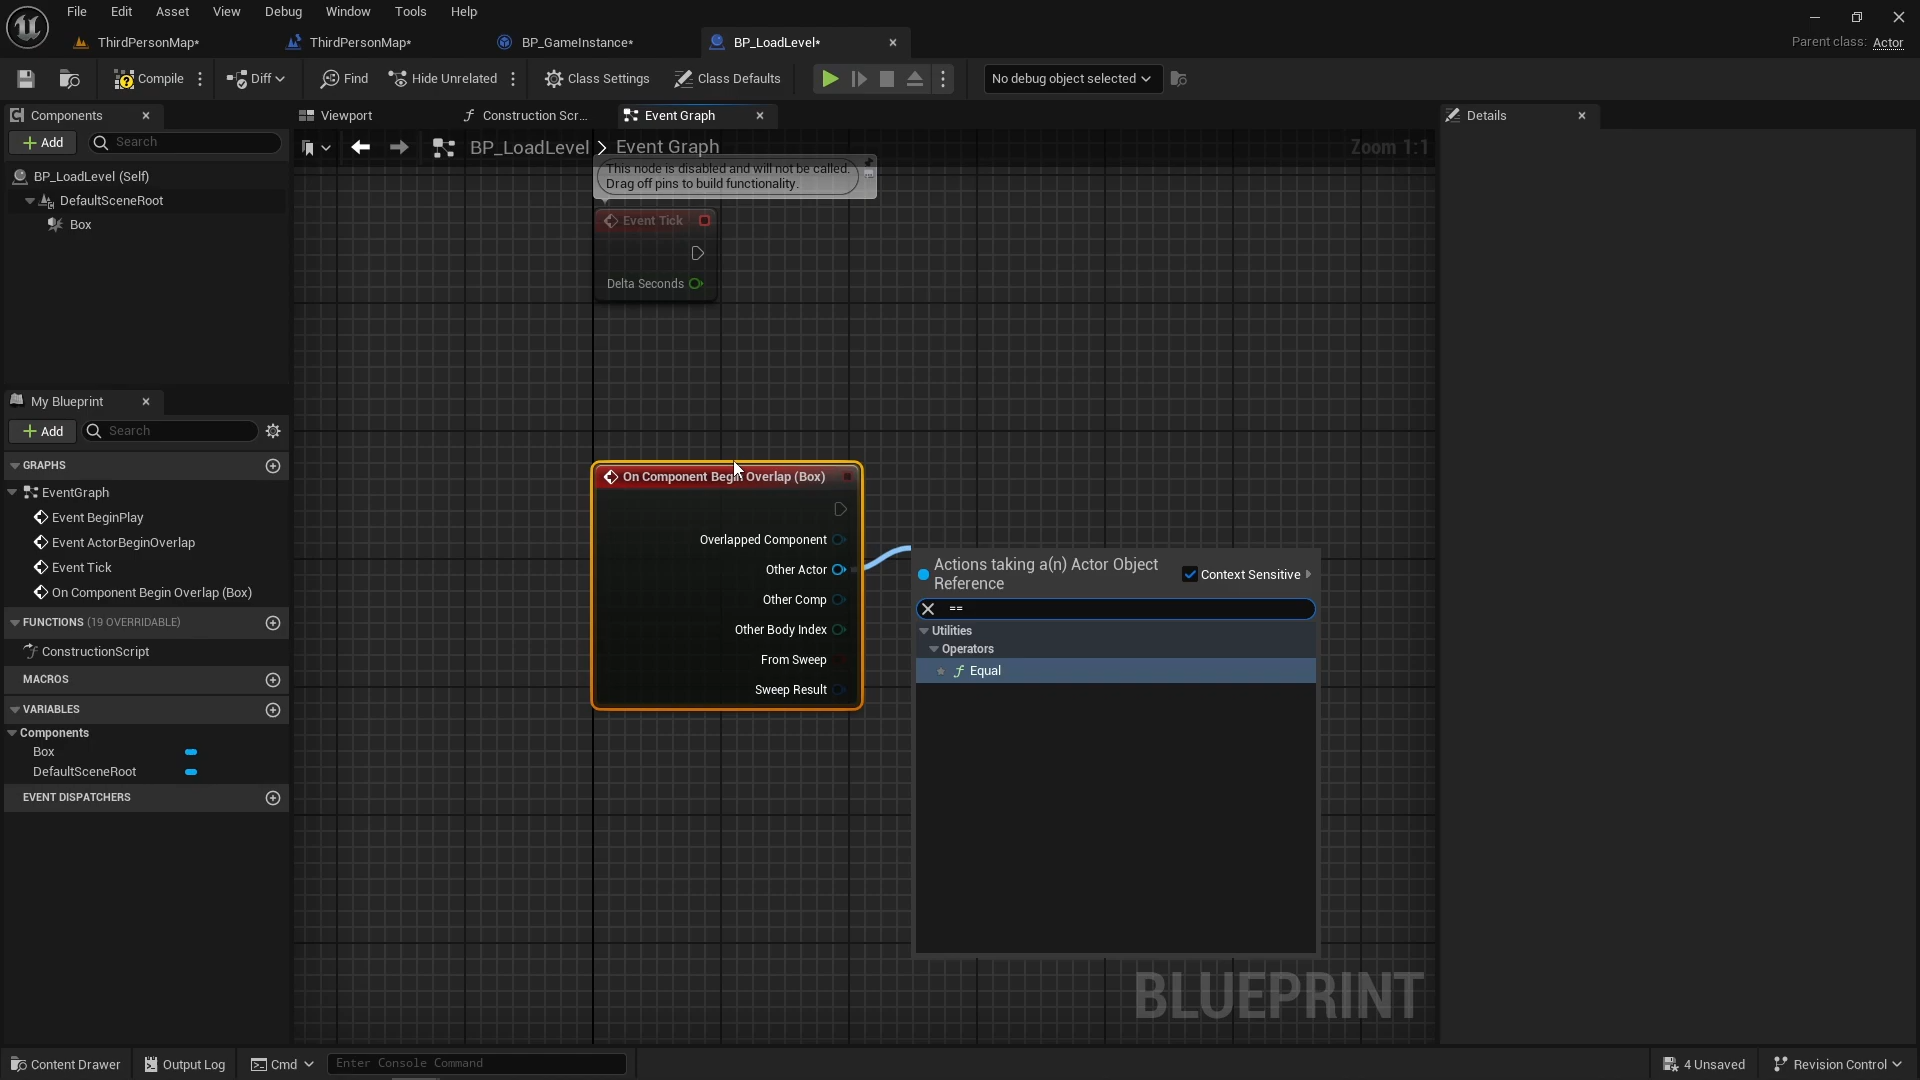 File Edit Asset View Debug Window Tools Help
ThirdPersonMap* ThirdPersonMap* BP_GameInstance* BP_LoadLevel*
Parent class: Actor
Compile Diff Find Hide Unrelated Class Settings Class Defaults No debug object selected
Components
Add Search
BP_LoadLevel (Self)
DefaultSceneRoot
Box
My Blueprint
Add Search
GRAPHS
EventGraph
Event BeginPlay
Event ActorBeginOverlap
Event Tick
On Component Begin Overlap (Box)
FUNCTIONS (19 OVERRIDABLE)
ConstructionScript
MACROS
VARIABLES
Components
Box
DefaultSceneRoot
EVENT DISPATCHERS
Viewport Construction Scr... Event Graph
BP_LoadLevel > Event Graph Zoom 1:1
This node is disabled and will not be called.
Drag off pins to build functionality.
Event Tick
Delta Seconds
On Component Begin Overlap (Box)
Overlapped Component
Other Actor
Other Comp
Other Body Index
From Sweep
Sweep Result
Actions taking a(n) Actor Object
Reference
Context Sensitive
==
Utilities
Operators
f Equal
BLUEPRINT
Details
Content Drawer Output Log Cmd Enter Console Command 4 Unsaved Revision Control